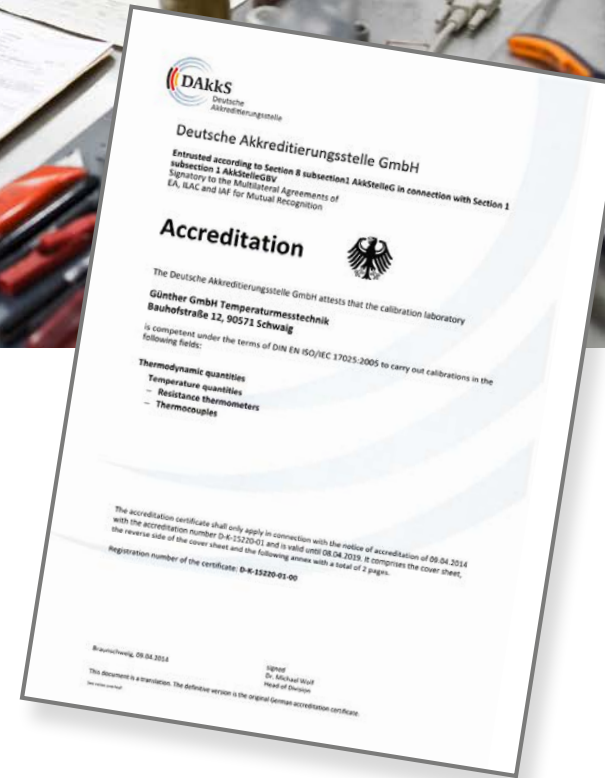 DAkkS
Deutsche
Akkreditierungsstelle
Deutsche Akkreditierungsstelle GmbH
Entrusted according to Section 8 subsection1 AkkStelleG in connection with Section 1
subsection 1 AkkStelleGBV
Signatory to the Multilateral Agreements of
EA, ILAC and IAF for Mutual Recognition
Accreditation
The Deutsche Akkreditierungsstelle GmbH attests that the calibration laboratory
Günther GmbH Temperaturmesstechnik
Bauhofstraße 12, 90571 Schwaig
is competent under the terms of DIN EN ISO/IEC 17025:2005 to carry out calibrations in the
following fields:
Thermodynamic quantities
Temperature quantities
– Resistance thermometers
– Thermocouples
The accreditation certificate shall only apply in connection with the notice of accreditation of 09.04.2014
with the accreditation number D-K-15220-01 and is valid until 08.04.2019. It comprises the cover sheet,
the reverse side of the cover sheet and the following annex with a total of 2 pages.
Registration number of the certificate: D-K-15220-01-00
Braunschweig, 09.04.2014
signed
Dr. Michael Wolf
Head of Division
This document is a translation. The definitive version is the original German accreditation certificate.
See notes overleaf